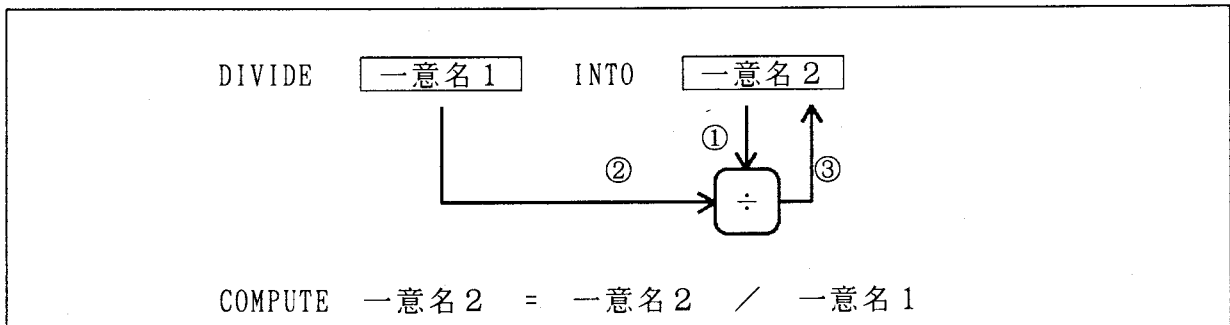 DIVIDE 一意名1 INTO 一意名2
①
② ③
÷
COMPUTE 一意名2 = 一意名2 / 一意名1